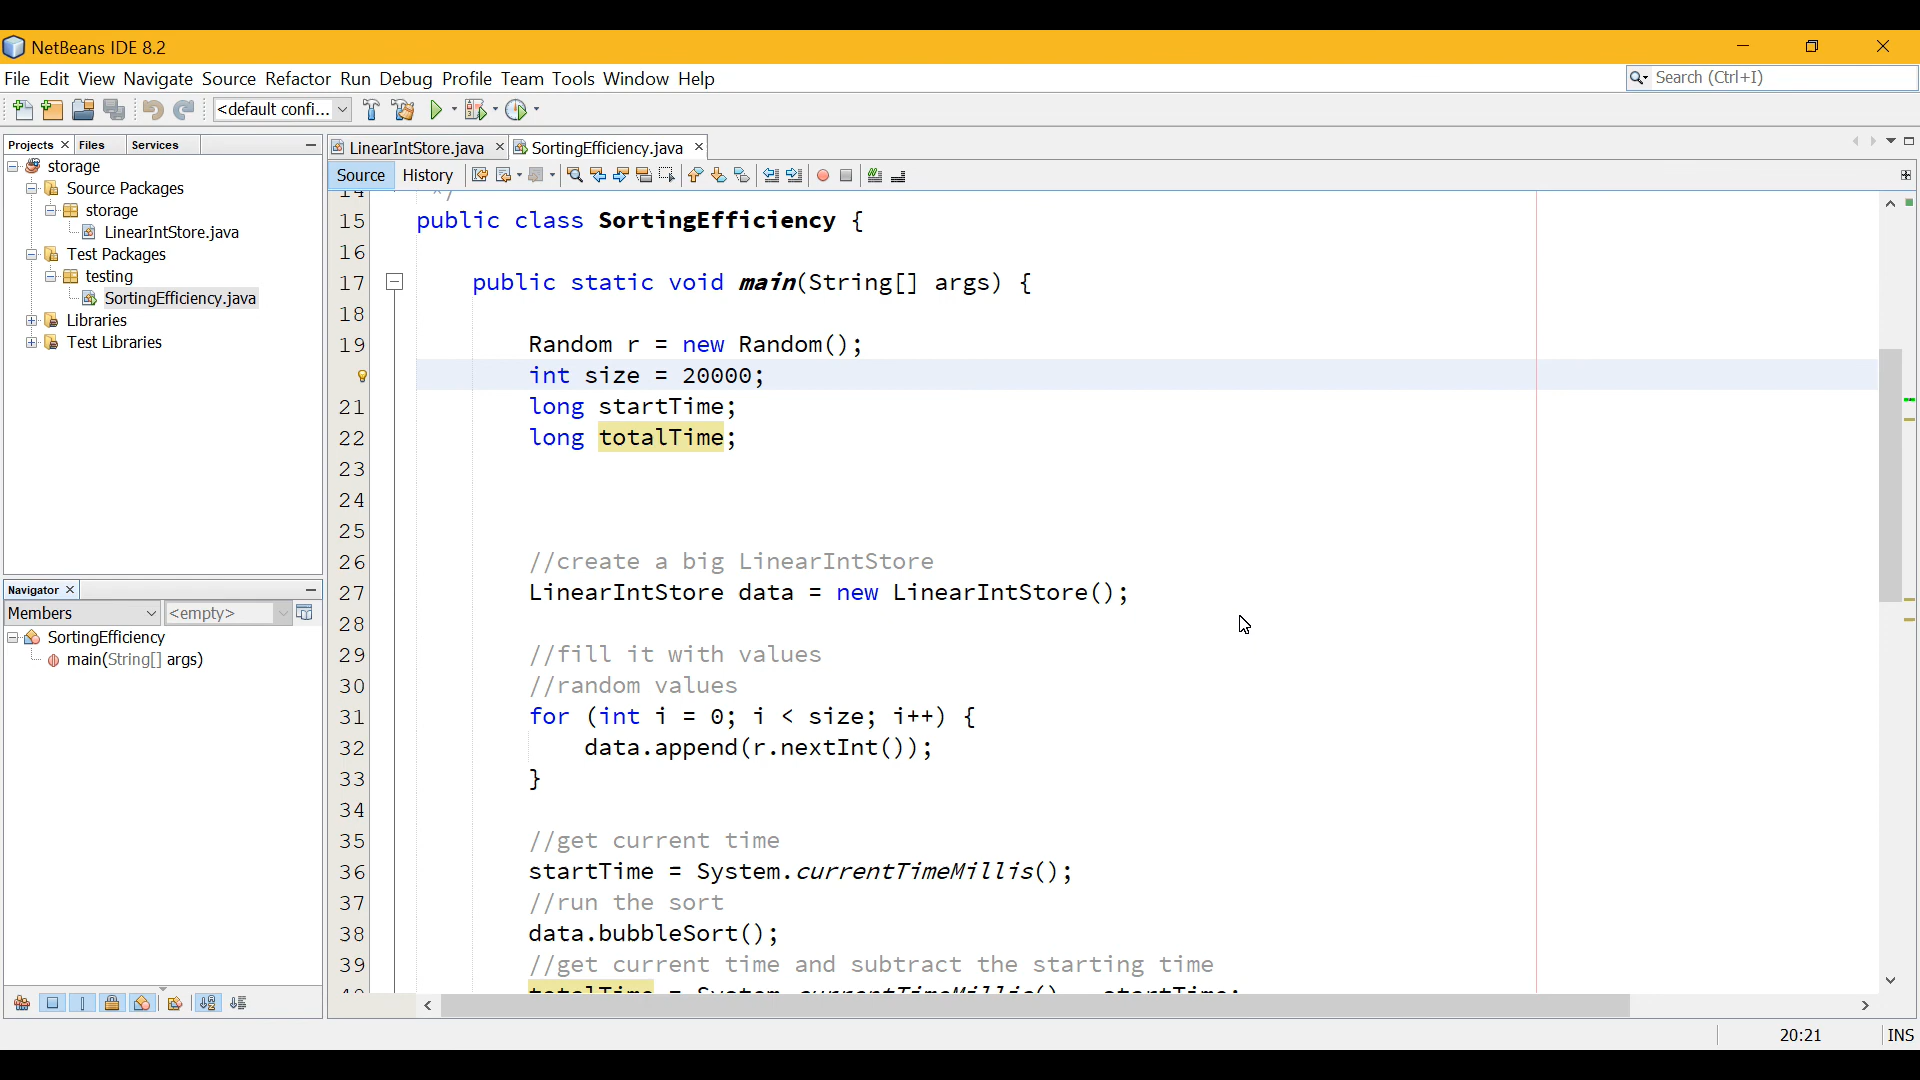 NetBeans IDE 8.2
File Edit View Navigate Source Refactor Run Debug Profile Team Tools Window Help
Search (Ctrl+I)
<default confi...
Projects Files Services
storage
Source Packages
storage
LinearIntStore.java
Test Packages
testing
SortingEfficiency.java
Libraries
Test Libraries
Navigator
Members <empty>
SortingEfficiency
main(String[] args)
LinearIntStore.java SortingEfficiency.java
Source History
14 */
15 public class SortingEfficiency {
16
17 public static void main(String[] args) {
18
19 Random r = new Random();
int size = 20000;
21 long startTime;
22 long totalTime;
23
24
25
26 //create a big LinearIntStore
27 LinearIntStore data = new LinearIntStore();
28
29 //fill it with values
30 //random values
31 for (int i = 0; i < size; i++) {
32 data.append(r.nextInt());
33 }
34
35 //get current time
36 startTime = System.currentTimeMillis();
37 //run the sort
38 data.bubbleSort();
39 //get current time and subtract the starting time
40 totalTime = System.currentTimeMillis() - startTime;
20:21 INS